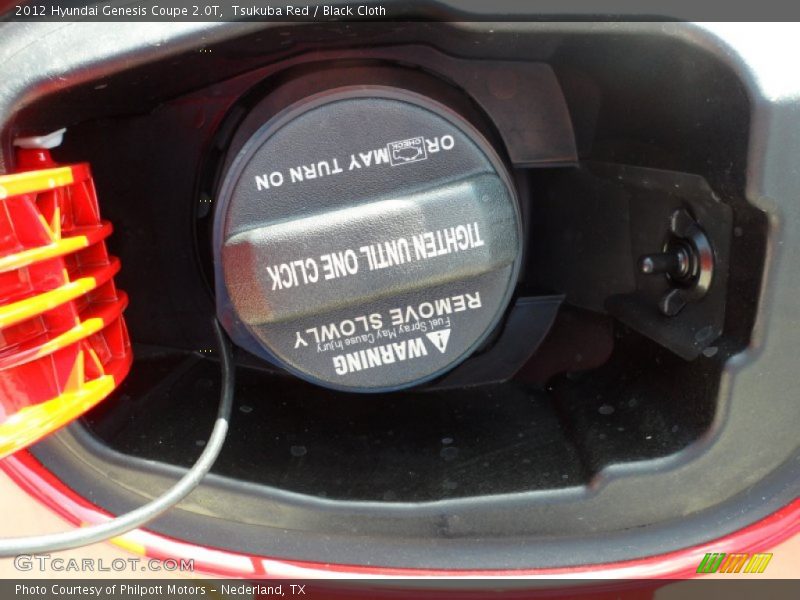 2012 Hyundai Genesis Coupe 2.0T,  Tsukuba Red / Black Cloth
WARNING
Fuel Spray May Cause Injury
REMOVE SLOWLY
TIGHTEN UNTIL ONE CLICK
OR CHECK MAY TURN ON
GTCARLOT.COM
Photo Courtesy of Philpott Motors - Nederland, TX